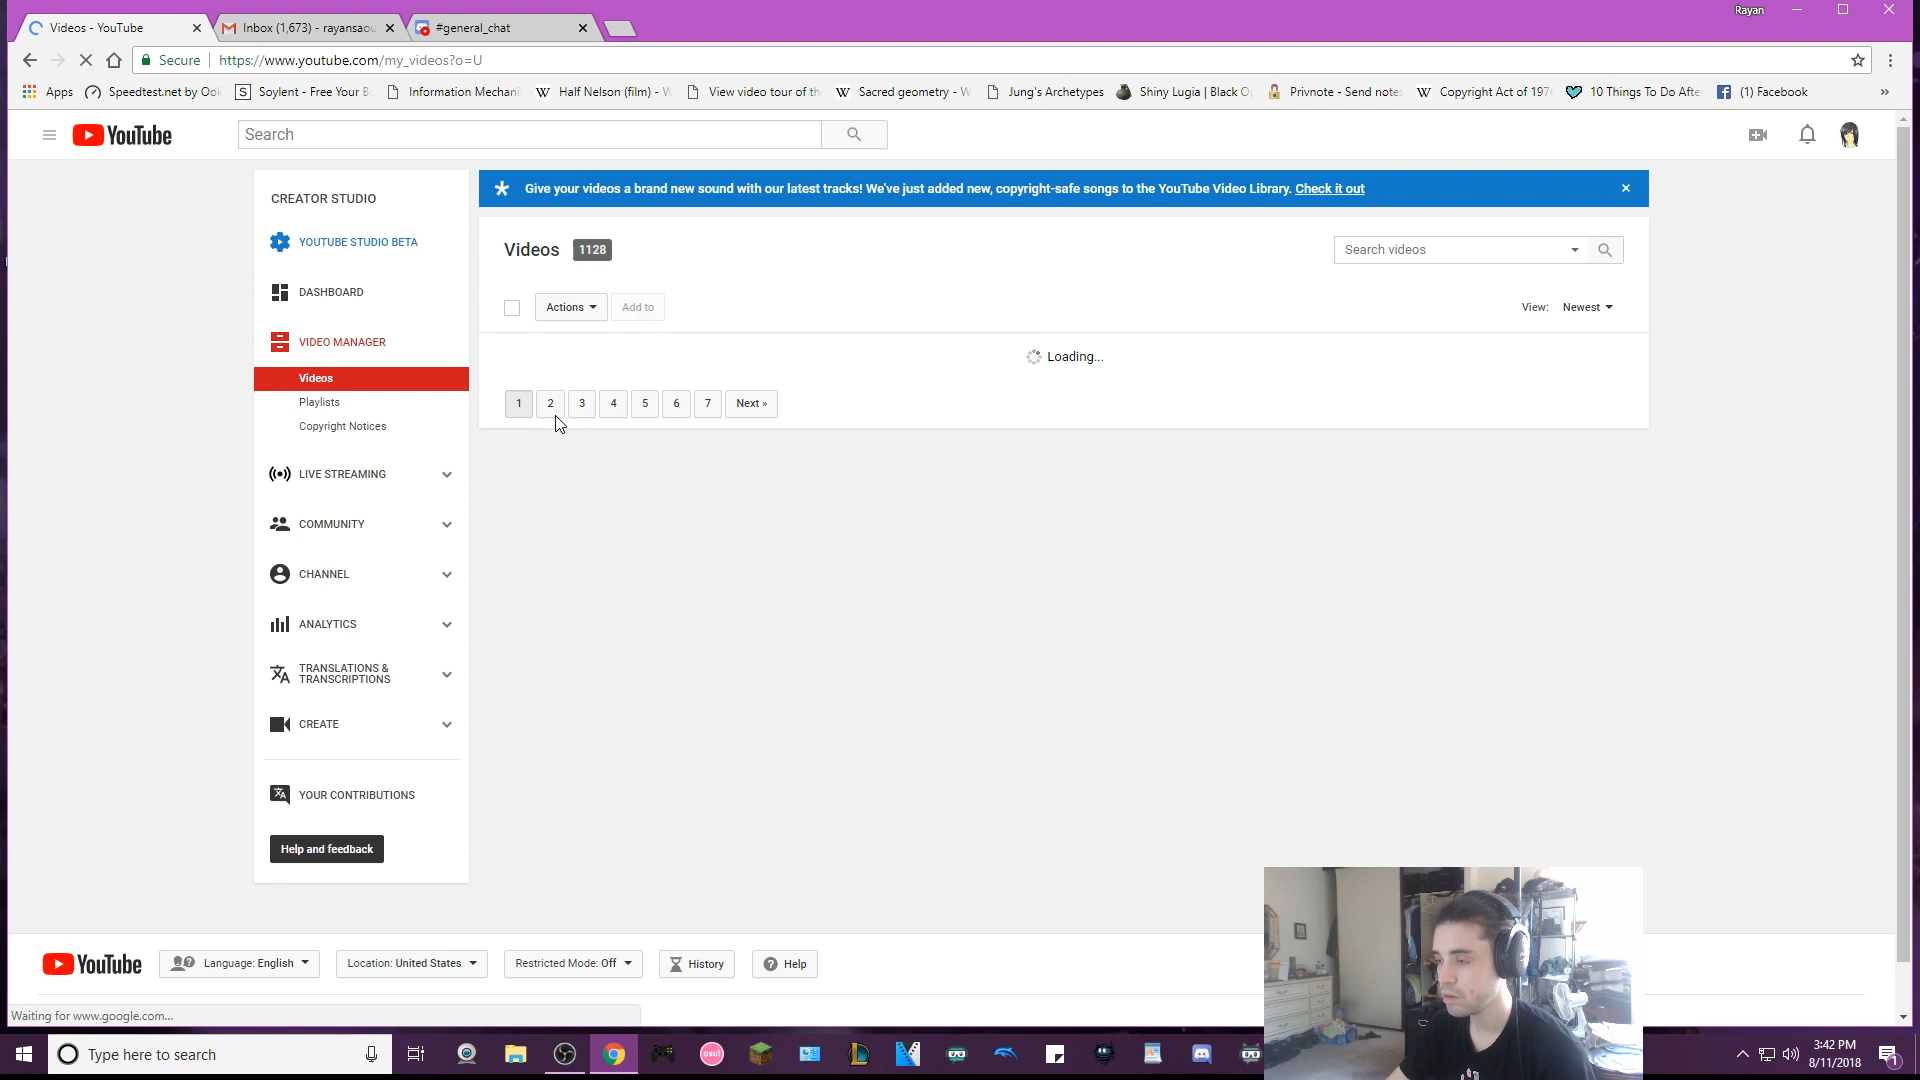 Rayan
Videos - YouTube
Inbox (1,673) - rayansaou
#general_chat
Secure
https://www.youtube.com/my_videos?o=U
Apps
Speedtest.net by Ook
Soylent - Free Your B
Information Mechani
Half Nelson (film) - W
View video tour of th
Sacred geometry - W
Jung's Archetypes
Shiny Lugia | Black O
Privnote - Send notes
Copyright Act of 197
10 Things To Do Afte
(1) Facebook
»
YouTube
Search
CREATOR STUDIO
YOUTUBE STUDIO BETA
DASHBOARD
VIDEO MANAGER
Videos
Playlists
Copyright Notices
LIVE STREAMING
COMMUNITY
CHANNEL
ANALYTICS
TRANSLATIONS &
TRANSCRIPTIONS
CREATE
YOUR CONTRIBUTIONS
Help and feedback
Give your videos a brand new sound with our latest tracks! We've just added new, copyright-safe songs to the YouTube Video Library. Check it out
Videos 1128
Search videos
Actions
Add to
View: Newest
Loading...
1 2 3 4 5 6 7 Next »
YouTube
Language: English
Location: United States
Restricted Mode: Off
History
Help
Waiting for www.google.com...
Type here to search
osu!
3:42 PM
8/11/2018
1